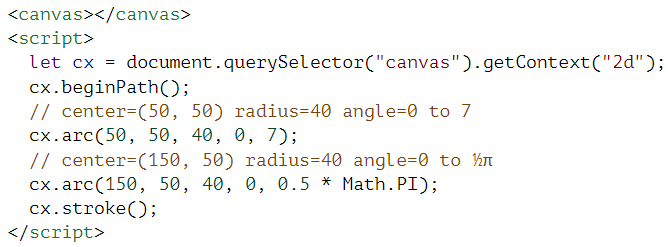 <canvas></canvas>
<script>
  let cx = document.querySelector("canvas").getContext("2d");
  cx.beginPath();
  // center=(50, 50) radius=40 angle=0 to 7
  cx.arc(50, 50, 40, 0, 7);
  // center=(150, 50) radius=40 angle=0 to ½π
  cx.arc(150, 50, 40, 0, 0.5 * Math.PI);
  cx.stroke();
</script>